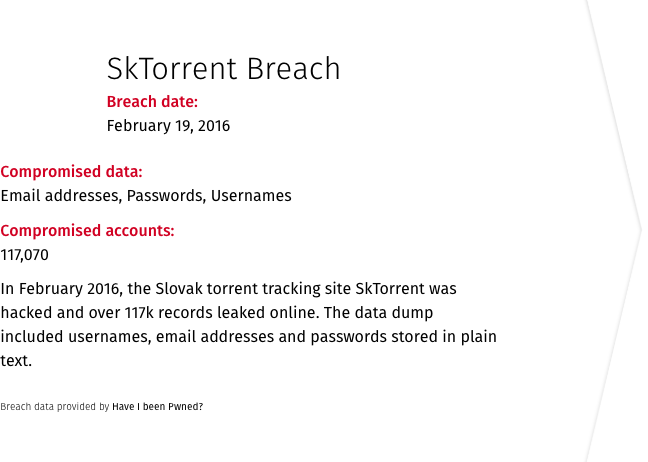 SkTorrent Breach
Breach date:
February 19, 2016
Compromised data:
Email addresses, Passwords, Usernames
Compromised accounts:
117,070
In February 2016, the Slovak torrent tracking site SkTorrent was
hacked and over 117k records leaked online. The data dump
included usernames, email addresses and passwords stored in plain
text.
Breach data provided by Have I been Pwned?